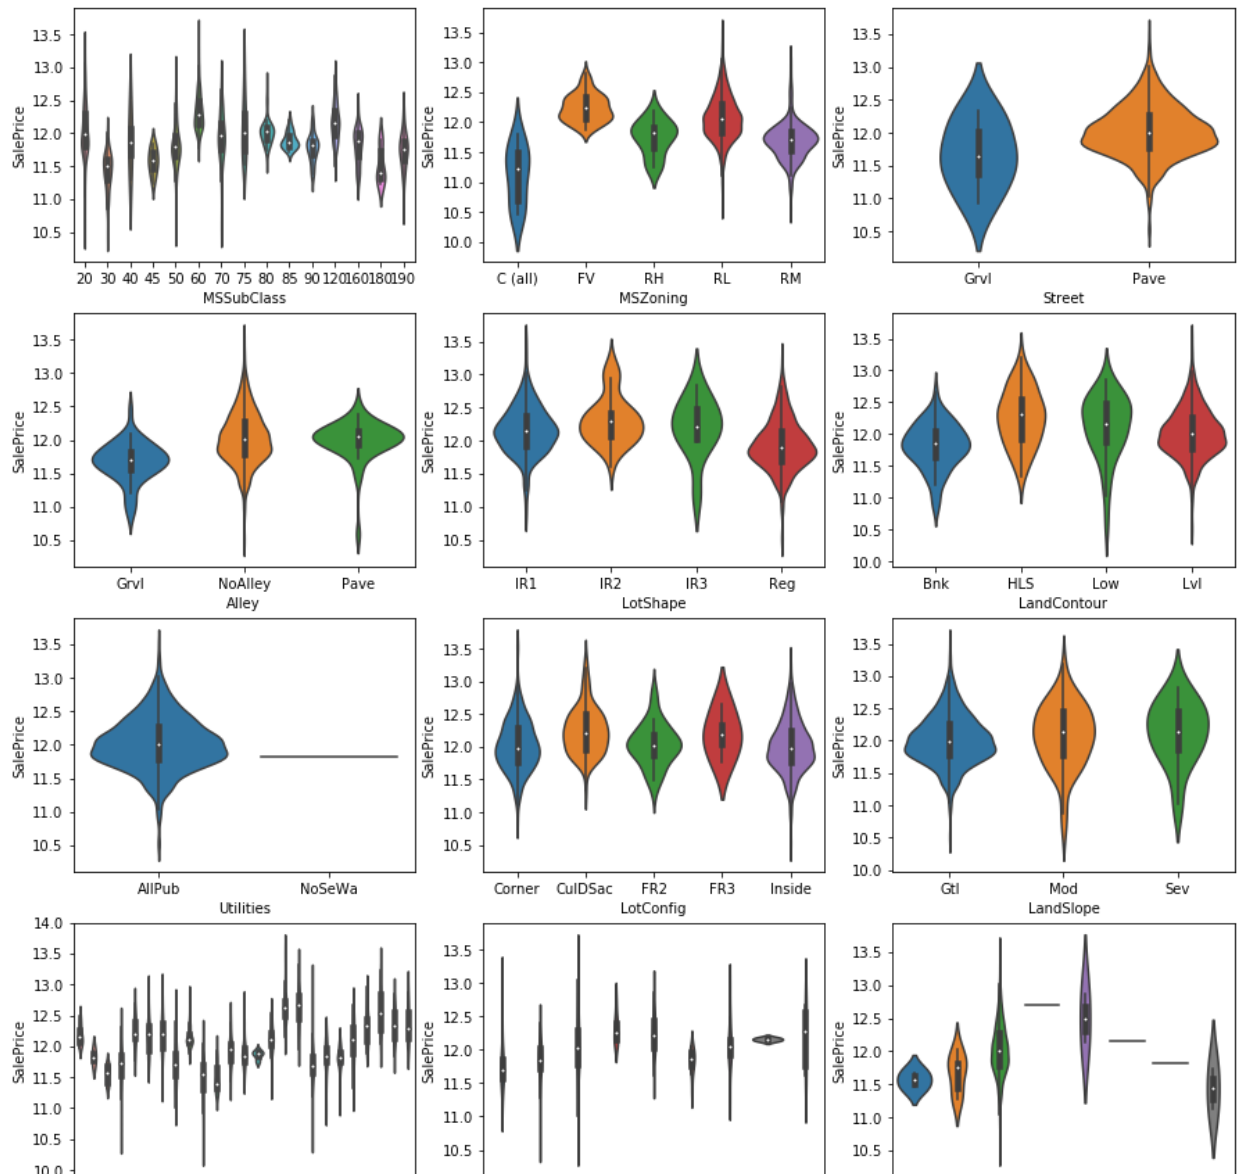 13.5
13.0
12.5
12.0
11.5
11.0
10.5
SalePrice
20 30 40 45 50 60 70 75 80 85 90 120160180190
MSSubClass
13.5
13.0
12.5
12.0
11.5
11.0
10.5
10.0
SalePrice
C (all) FV RH RL RM
MSZoning
13.5
13.0
12.5
12.0
11.5
11.0
10.5
SalePrice
Grvl Pave
Street
13.5
13.0
12.5
12.0
11.5
11.0
10.5
SalePrice
Grvl NoAlley Pave
Alley
13.5
13.0
12.5
12.0
11.5
11.0
10.5
SalePrice
IR1 IR2 IR3 Reg
LotShape
13.5
13.0
12.5
12.0
11.5
11.0
10.5
10.0
SalePrice
Bnk HLS Low Lvl
LandContour
13.5
13.0
12.5
12.0
11.5
11.0
10.5
SalePrice
AllPub NoSeWa
Utilities
13.5
13.0
12.5
12.0
11.5
11.0
10.5
SalePrice
Corner CulDSac FR2 FR3 Inside
LotConfig
13.5
13.0
12.5
12.0
11.5
11.0
10.5
10.0
SalePrice
Gtl Mod Sev
LandSlope
14.0
13.5
13.0
12.5
12.0
11.5
11.0
10.5
10.0
SalePrice
13.5
13.0
12.5
12.0
11.5
11.0
10.5
SalePrice
13.5
13.0
12.5
12.0
11.5
11.0
10.5
SalePrice